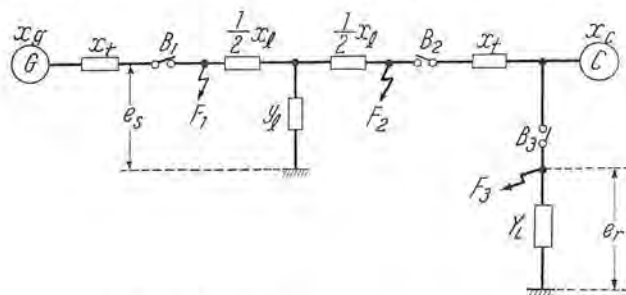 x_g
G
x_t
B_1
F_1
1/2 x_l
e_s
y_l
1/2 x_l
F_2
B_2
x_t
x_c
C
B_3
F_3
Y_L
e_r